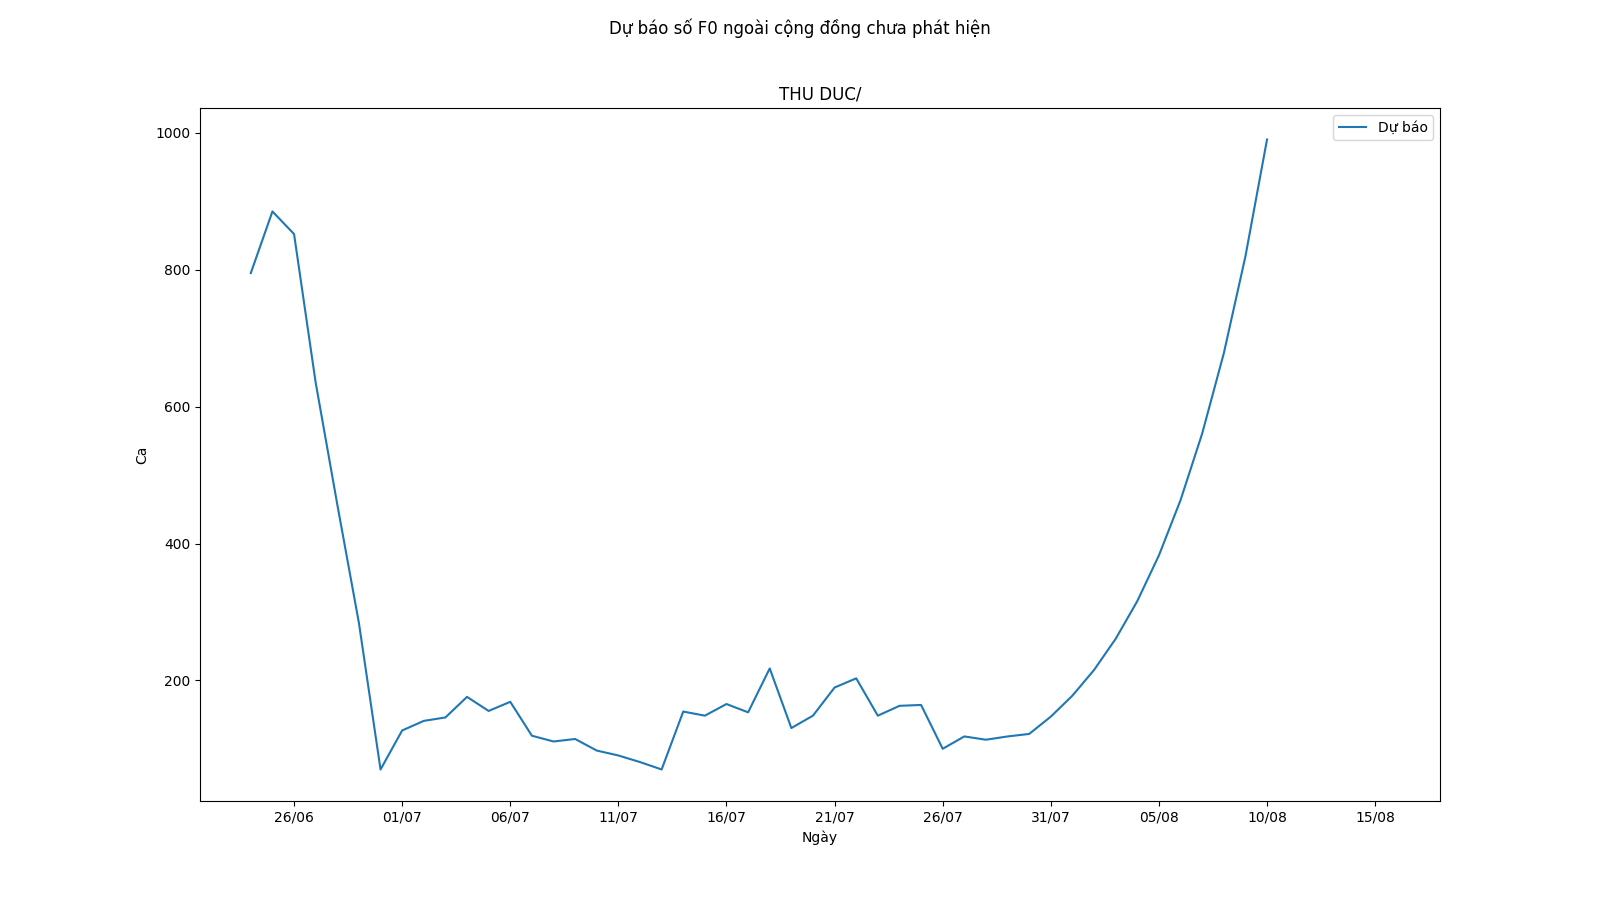 Dự báo số F0 ngoài cộng đồng chưa phát hiện
THU DUC/
Dự báo
1000
800
600
400
200
Ca
26/06 01/07 06/07 11/07 16/07 21/07 26/07 31/07 05/08 10/08 15/08
Ngày